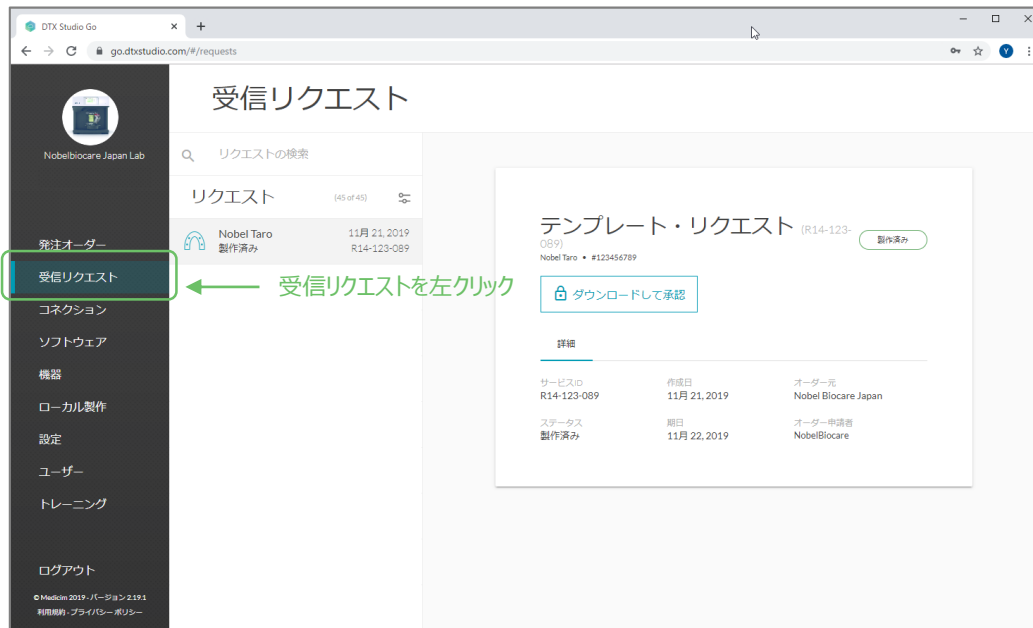 DTX Studio Go
go.dtxstudio.com/#/requests
Y
Nobelbiocare Japan Lab
発注オーダー
受信リクエスト
コネクション
ソフトウェア
機器
ローカル製作
設定
ユーザー
トレーニング
ログアウト
© Medicim 2019 - バージョン 2.19.1
利用規約 - プライバシー ポリシー
受信リクエスト
リクエストの検索
リクエスト (45 of 45)
Nobel Taro 11月 21, 2019
製作済み R14-123-089
受信リクエストを左クリック
テンプレート・リクエスト (R14-123-
089)
製作済み
Nobel Taro • #123456789
ダウンロードして承認
詳細
サービスID 作成日 オーダー元
R14-123-089 11月 21, 2019 Nobel Biocare Japan
ステータス 期日 オーダー申請者
製作済み 11月 22, 2019 NobelBiocare